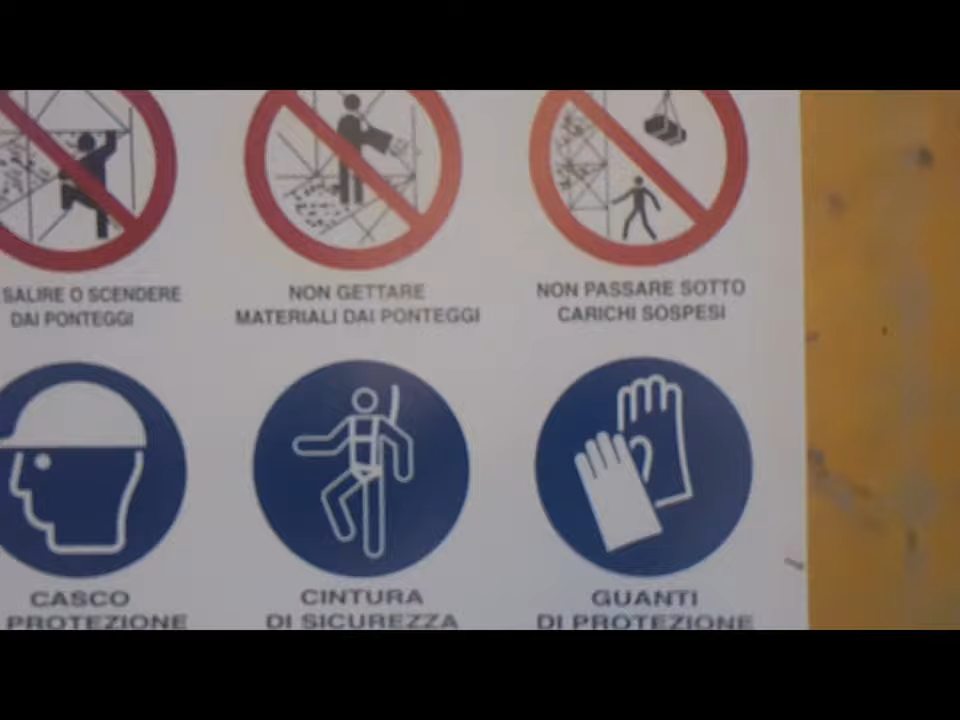 SALIRE O SCENDERE
DAI PONTEGGI
NON GETTARE
MATERIALI DAI PONTEGGI
NON PASSARE SOTTO
CARICHI SOSPESI
CASCO
PROTEZIONE
CINTURA
DI SICUREZZA
GUANTI
DI PROTEZIONE